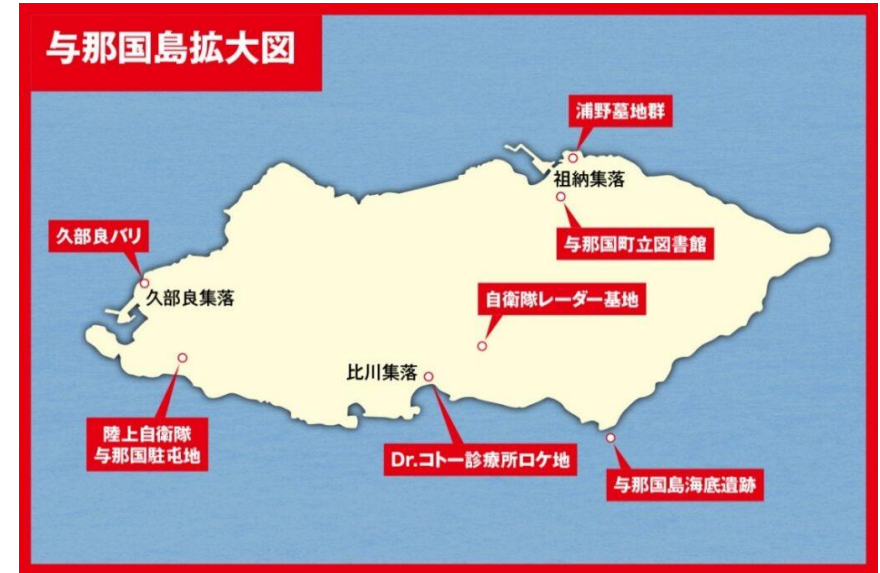 与那国島拡大図
浦野墓地群
祖納集落
与那国町立図書館
久部良バリ
久部良集落
自衛隊レーダー基地
比川集落
陸上自衛隊
与那国駐屯地
Dr.コトー診療所ロケ地
与那国島海底遺跡